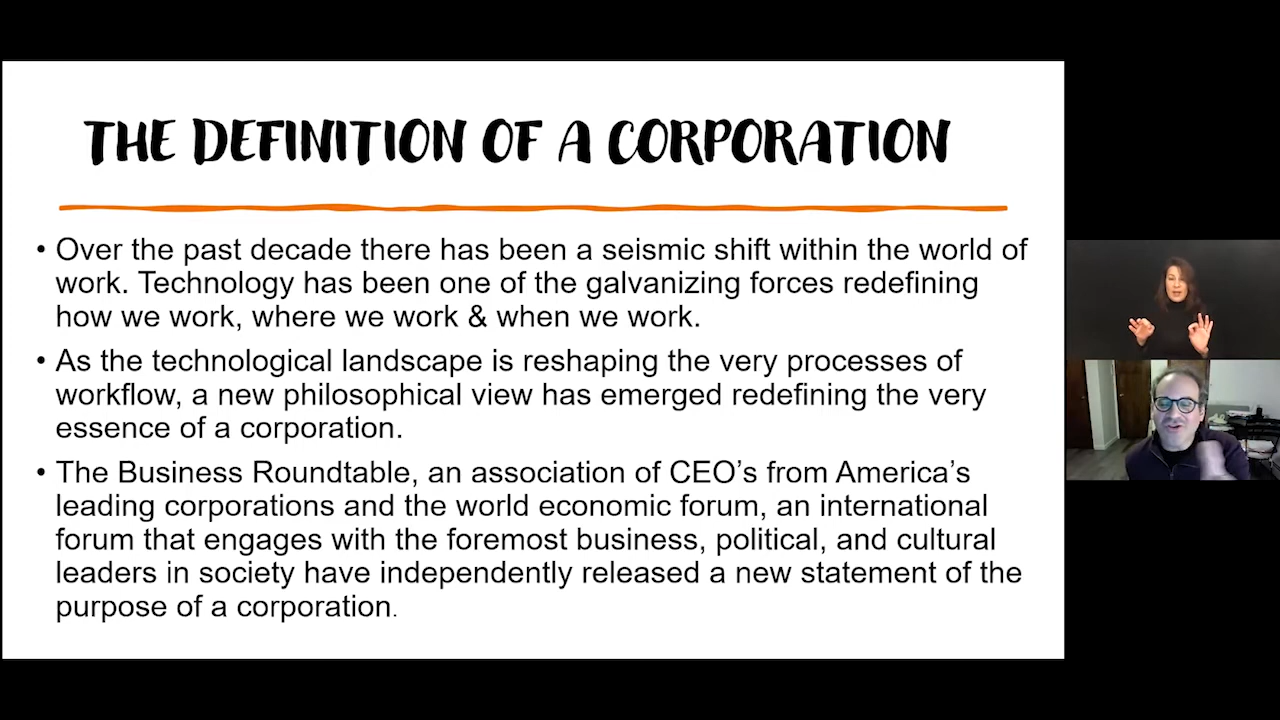 THE DEFINITION OF A CORPORATION
• Over the past decade there has been a seismic shift within the world of
work. Technology has been one of the galvanizing forces redefining
how we work, where we work & when we work.
• As the technological landscape is reshaping the very processes of
workflow, a new philosophical view has emerged redefining the very
essence of a corporation.
• The Business Roundtable, an association of CEO’s from America’s
leading corporations and the world economic forum, an international
forum that engages with the foremost business, political, and cultural
leaders in society have independently released a new statement of the
purpose of a corporation.